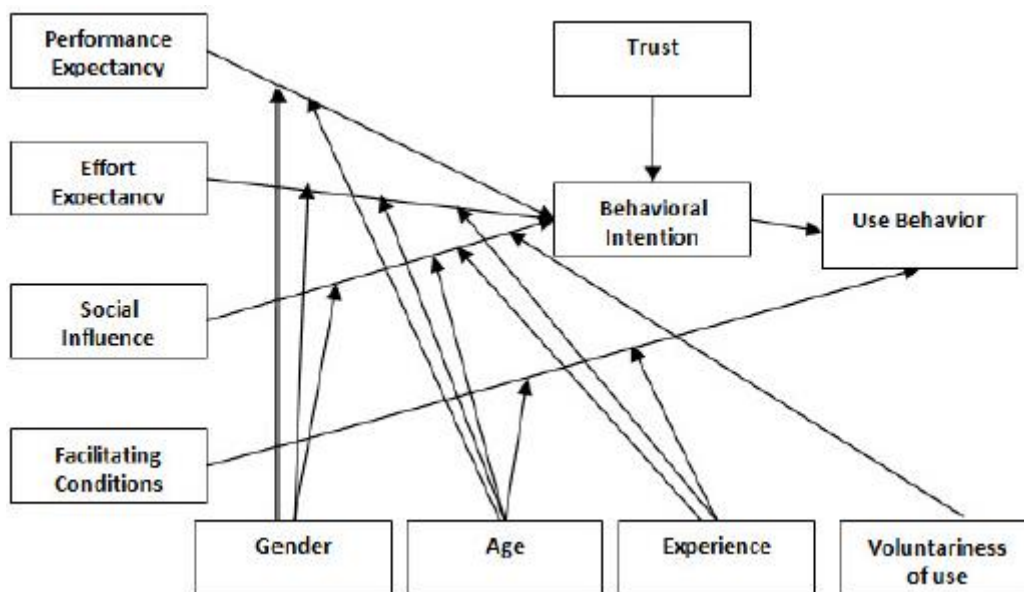 Performance
Expectancy
Trust
Effort
Expectancy
Behavioral
Intention
Use Behavior
Social
Influence
Facilitating
Conditions
Gender
Age
Experience
Voluntariness
of use